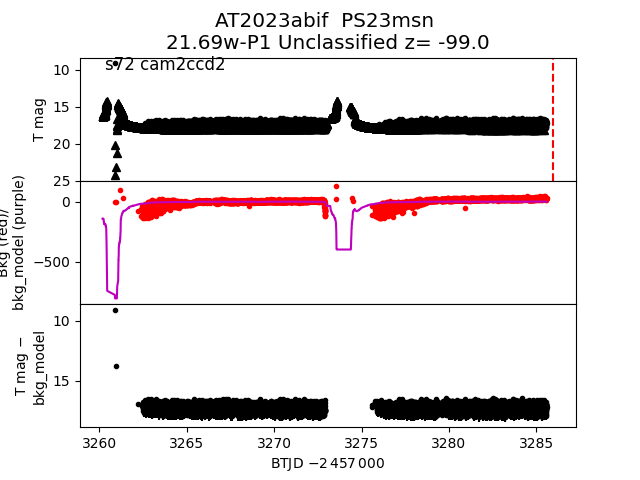 AT2023abif PS23msn
21.69w-P1 Unclassified z= -99.0
s72 cam2ccd2
10
15
20
25
T mag
0
−500
Bkg (red)/
bkg_model (purple)
10
15
T mag −
bkg_model
3260 3265 3270 3275 3280 3285
BTJD −2 457 000